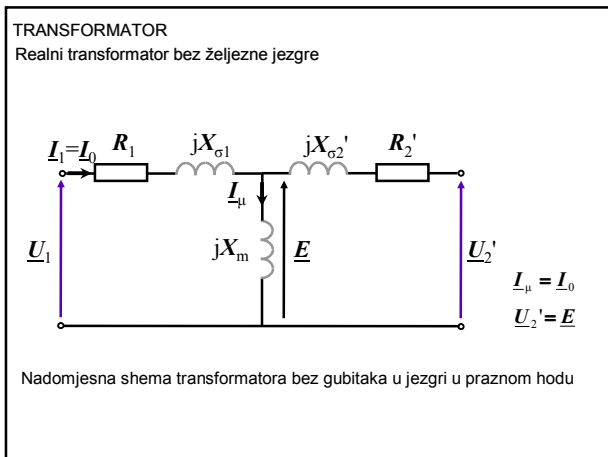 TRANSFORMATOR
Realni transformator bez željezne jezgre
I₁=I₀ R₁ jXσ1 jXσ2' R₂'
Iμ
U₁ jXm E U₂'
Iμ = I₀
U₂'= E
Nadomjesna shema transformatora bez gubitaka u jezgri u praznom hodu